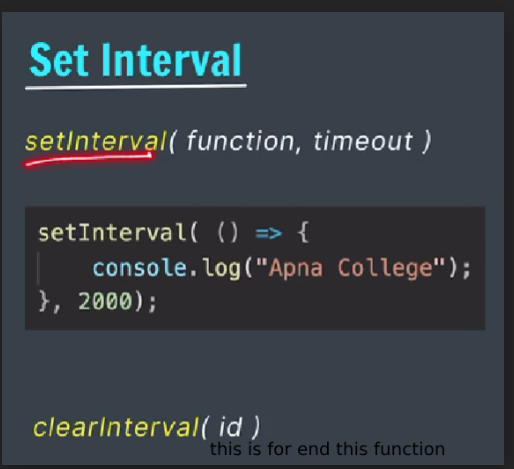 Set Interval
setInterval( function, timeout )
setInterval( () => {
console.log("Apna College");
}, 2000);
clearInterval( id )
this is for end this function